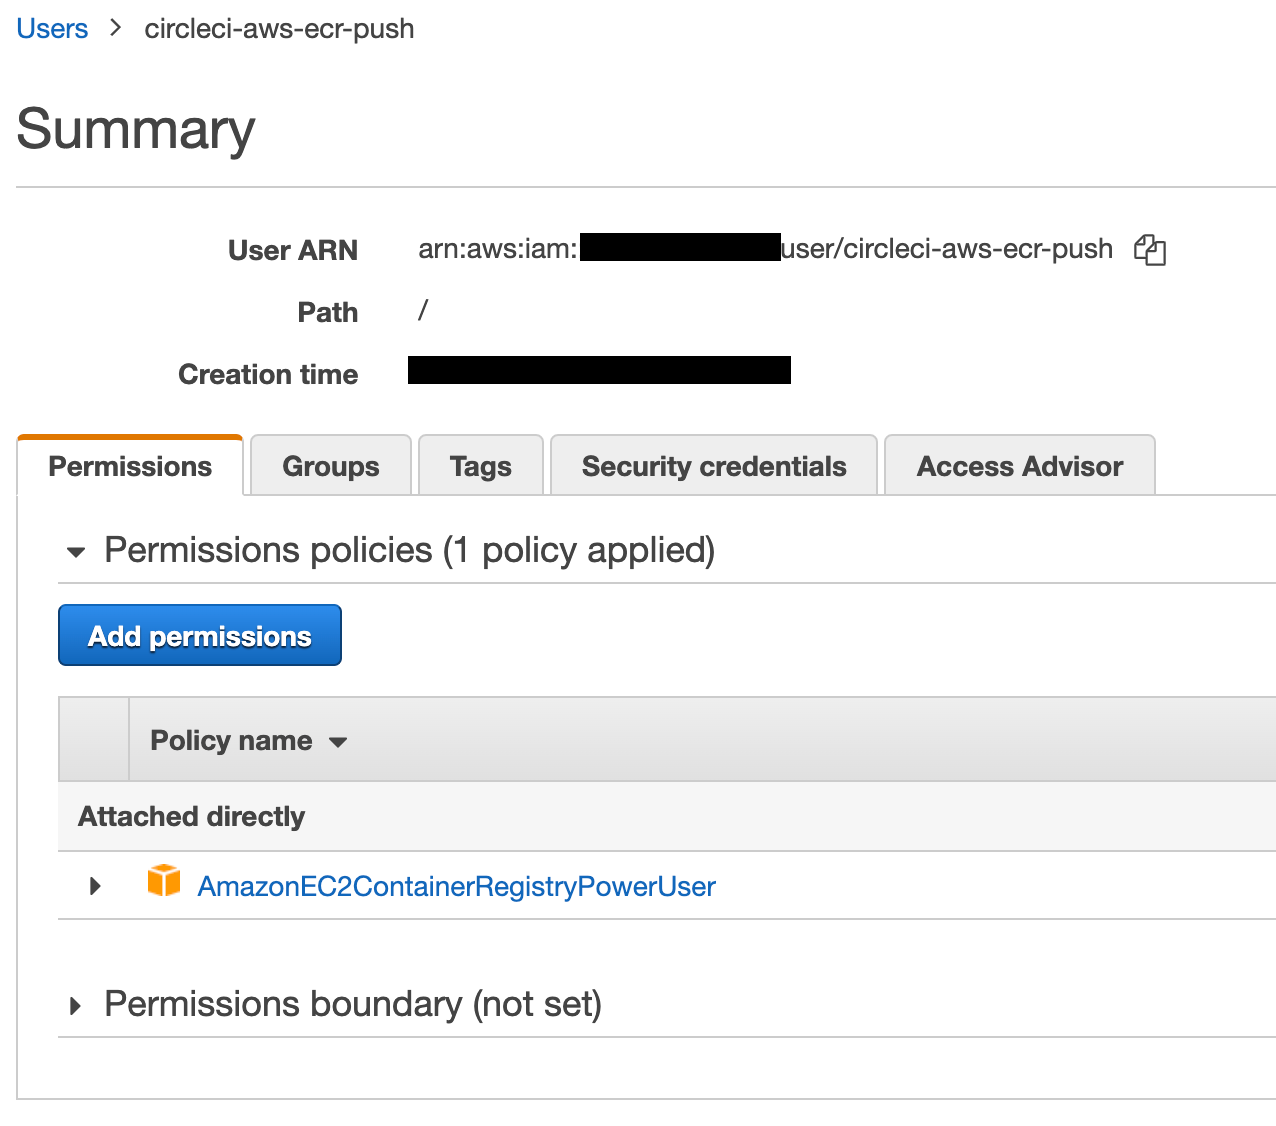 Users > circleci-aws-ecr-push
Summary
User ARN arn:aws:iam: user/circleci-aws-ecr-push
Path /
Creation time
Permissions Groups Tags Security credentials Access Advisor
Permissions policies (1 policy applied)
Add permissions
Policy name
Attached directly
AmazonEC2ContainerRegistryPowerUser
Permissions boundary (not set)